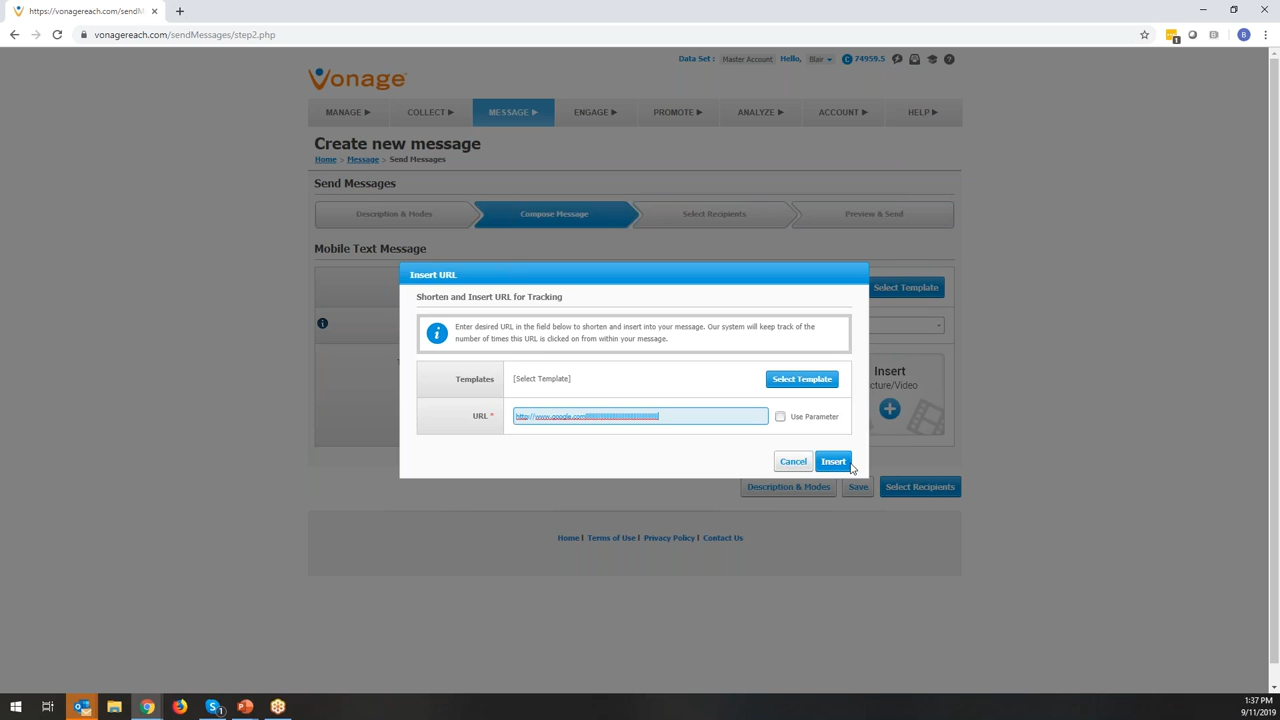 https://vonagereach.com/sendM
vonagereach.com/sendMessages/step2.php
1
B
Data Set : Master Account Hello, Blair C 74959.5
Vonage
MANAGE COLLECT MESSAGE ENGAGE PROMOTE ANALYZE ACCOUNT HELP
Create new message
Home > Message > Send Messages
Send Messages
Description & Modes Compose Message Select Recipients Preview & Send
Mobile Text Message
Select Template
Insert URL
Shorten and Insert URL for Tracking
Enter desired URL in the field below to shorten and insert into your message. Our system will keep track of the
number of times this URL is clicked on from within your message.
Insert
cture/Video
Templates [Select Template] Select Template
URL * http://www.google.com Use Parameter
Cancel Insert
Description & Modes Save Select Recipients
Home | Terms of Use | Privacy Policy | Contact Us
1:37 PM
9/11/2019